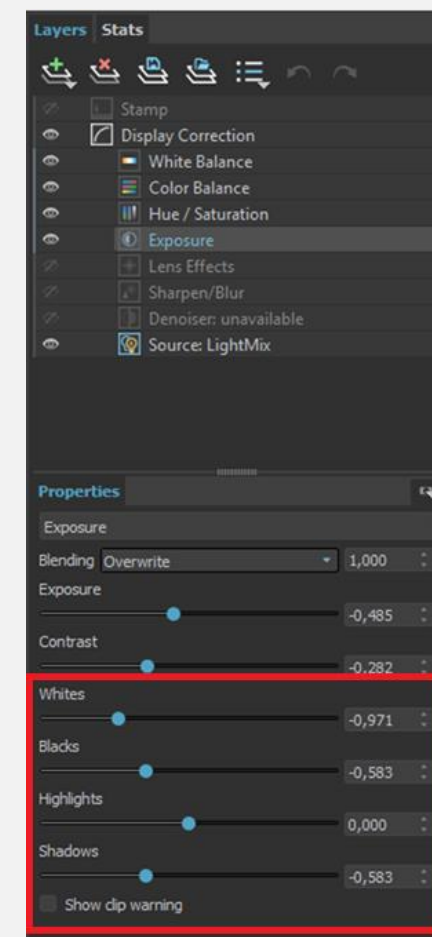 Layers Stats
Stamp
Display Correction
White Balance
Color Balance
Hue / Saturation
Exposure
Lens Effects
Sharpen/Blur
Denoiser: unavailable
Source: LightMix
Properties
Exposure
Blending Overwrite 1,000
Exposure
-0,485
Contrast
-0,282
Whites
-0,971
Blacks
-0,583
Highlights
0,000
Shadows
-0,583
Show clip warning